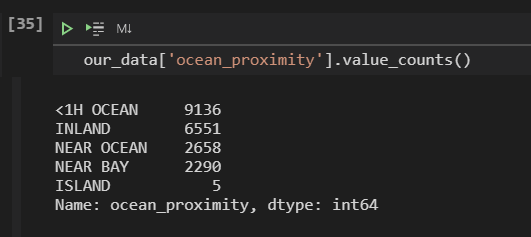 [35]
M↓
our_data['ocean_proximity'].value_counts()
<1H OCEAN     9136
INLAND        6551
NEAR OCEAN    2658
NEAR BAY      2290
ISLAND           5
Name: ocean_proximity, dtype: int64